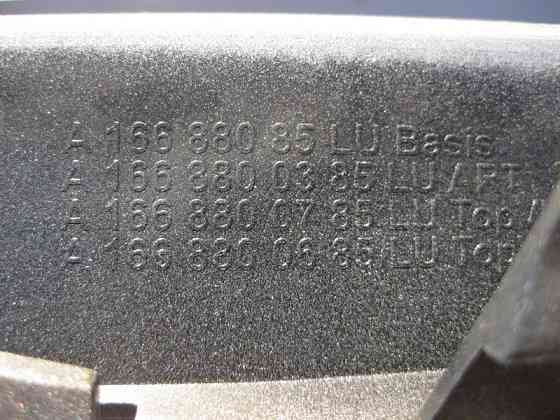 A 166 880 85 LU Basis
A 166 880 03 85 LU APT
A 166 880 07 85 LU Top A
A 166 880 06 85 LU Top